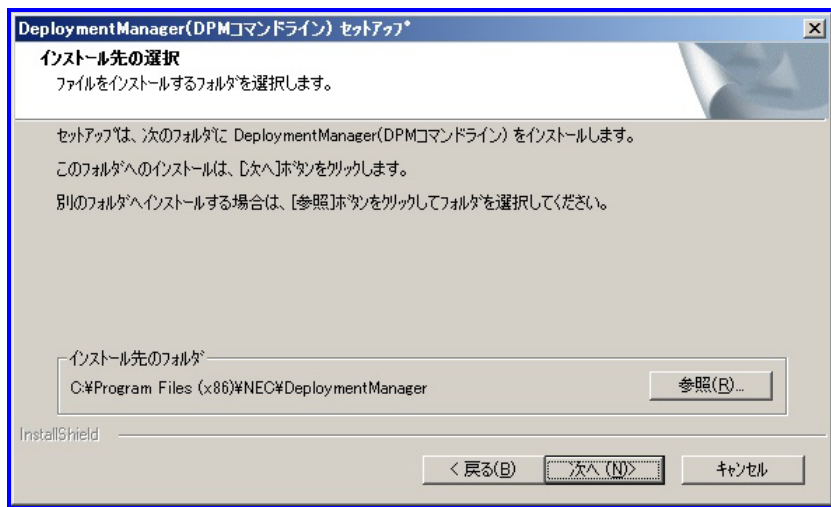 DeploymentManager(DPMコマンドライン) セットアップ
インストール先の選択
ファイルをインストールするフォルダを選択します。
セットアップは、次のフォルダに DeploymentManager(DPMコマンドライン) をインストールします。
このフォルダへのインストールは、[次へ]ボタンをクリックします。
別のフォルダへインストールする場合は、[参照]ボタンをクリックしてフォルダを選択してください。
インストール先のフォルダ
C:¥Program Files (x86)¥NEC¥DeploymentManager
参照(R)...
InstallShield
< 戻る(B)
次へ (N)>
キャンセル